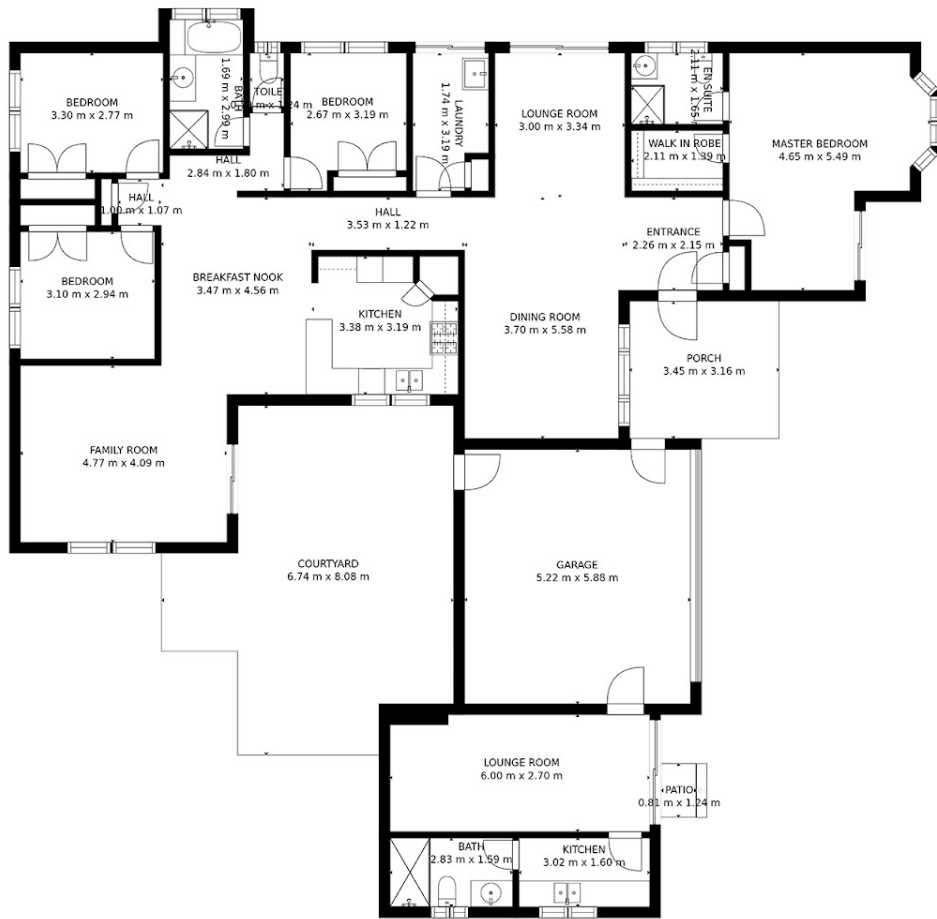 BEDROOM
3.30 m x 2.77 m
BATH
1.69 m x 2.99 m
TOILET
BEDROOM
2.67 m x 3.19 m
LAUNDRY
1.74 m x 3.19 m
LOUNGE ROOM
3.00 m x 3.34 m
EN SUITE
2.11 m x 1.65 m
WALK IN ROBE
2.11 m x 1.39 m
MASTER BEDROOM
4.65 m x 5.49 m
HALL
2.84 m x 1.80 m
HALL
1.00 m x 1.07 m
HALL
3.53 m x 1.22 m
ENTRANCE
2.26 m x 2.15 m
BEDROOM
3.10 m x 2.94 m
BREAKFAST NOOK
3.47 m x 4.56 m
KITCHEN
3.38 m x 3.19 m
DINING ROOM
3.70 m x 5.58 m
PORCH
3.45 m x 3.16 m
FAMILY ROOM
4.77 m x 4.09 m
COURTYARD
6.74 m x 8.08 m
GARAGE
5.22 m x 5.88 m
LOUNGE ROOM
6.00 m x 2.70 m
PATIO
0.81 m x 1.24 m
BATH
2.83 m x 1.59 m
KITCHEN
3.02 m x 1.60 m